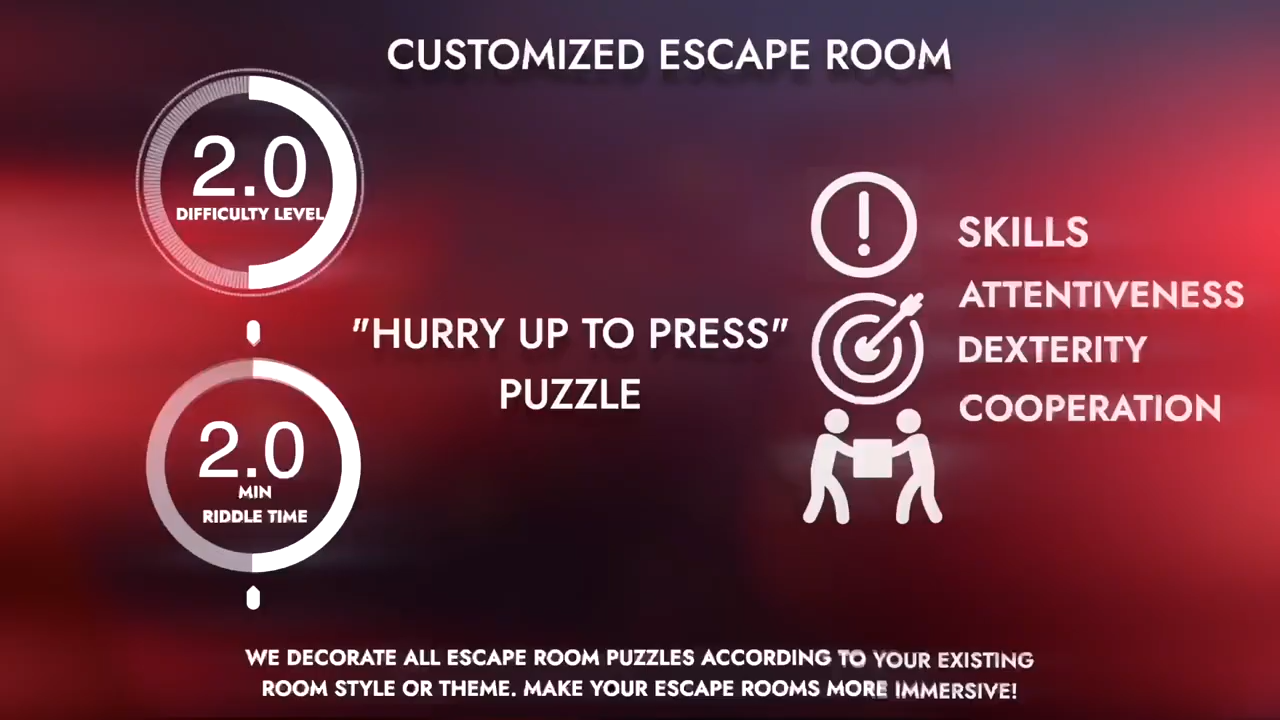 CUSTOMIZED ESCAPE ROOM
2.0
DIFFICULTY LEVEL
"HURRY UP TO PRESS"
PUZZLE
2.0
MIN
RIDDLE TIME
SKILLS
ATTENTIVENESS
DEXTERITY
COOPERATION
WE DECORATE ALL ESCAPE ROOM PUZZLES ACCORDING TO YOUR EXISTING
ROOM STYLE OR THEME. MAKE YOUR ESCAPE ROOMS MORE IMMERSIVE!